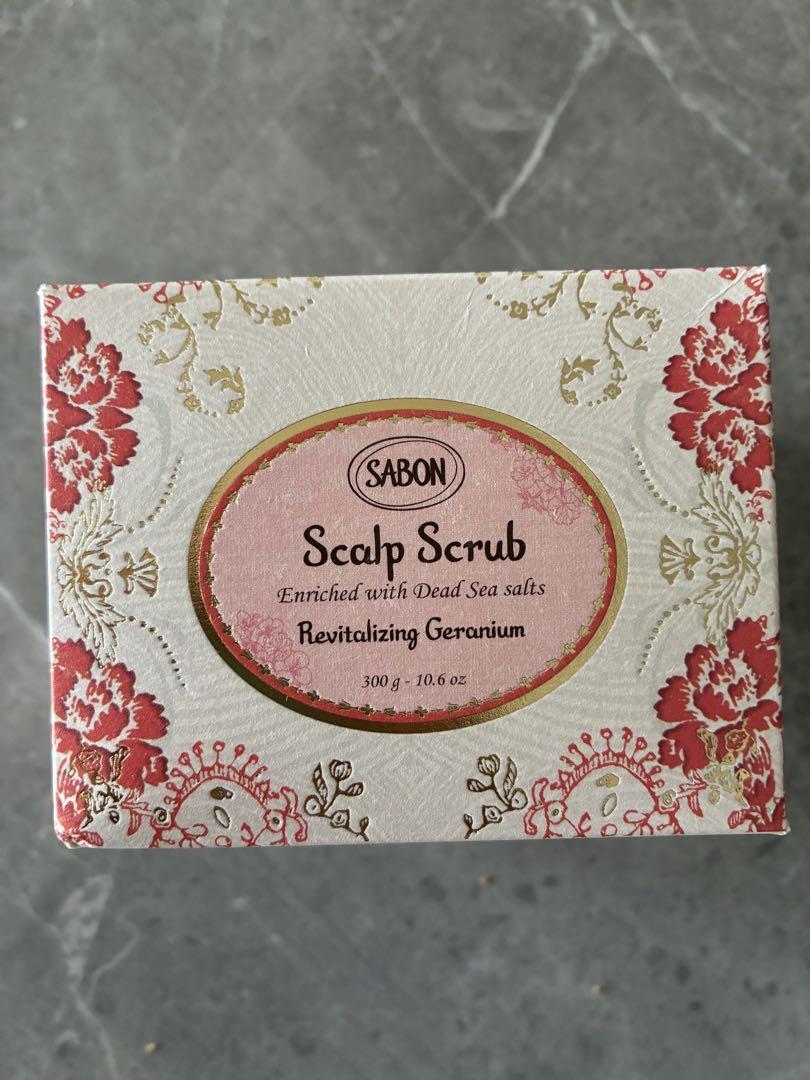 SABON
Scalp Scrub
Enriched with Dead Sea salts
Revitalizing Geranium
300 g - 10.6 oz